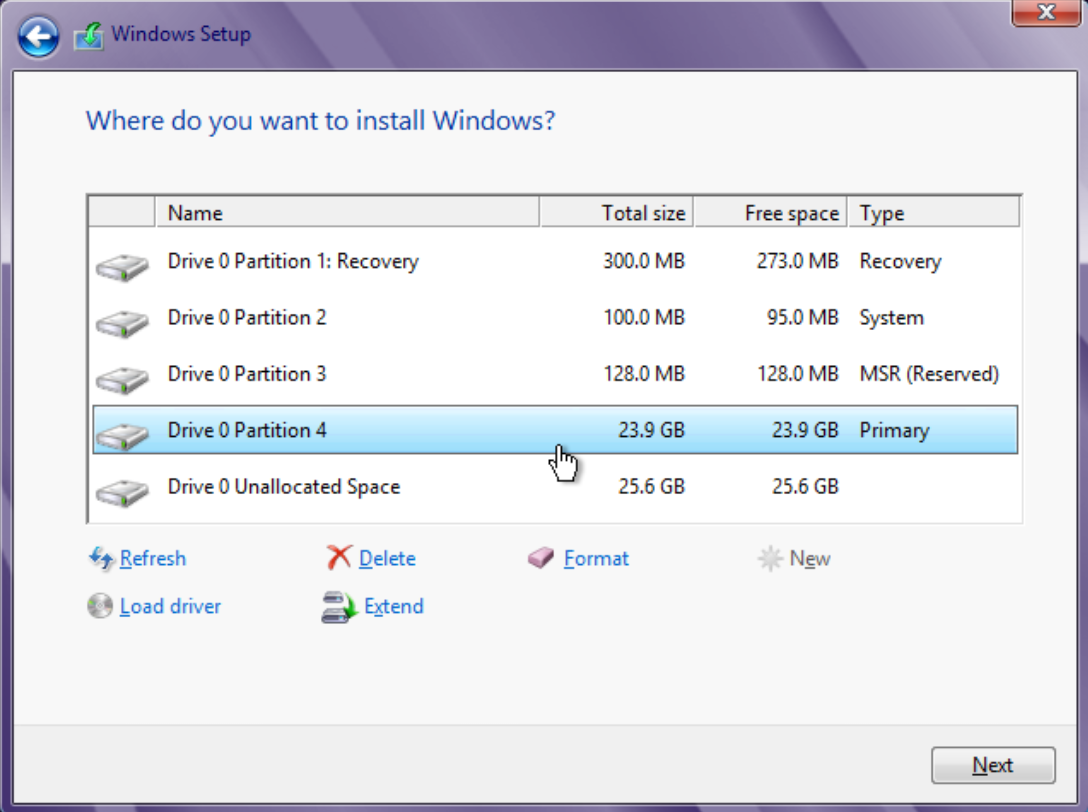 Windows Setup
Where do you want to install Windows?
Name Total size Free space Type
Drive 0 Partition 1: Recovery 300.0 MB 273.0 MB Recovery
Drive 0 Partition 2 100.0 MB 95.0 MB System
Drive 0 Partition 3 128.0 MB 128.0 MB MSR (Reserved)
Drive 0 Partition 4 23.9 GB 23.9 GB Primary
Drive 0 Unallocated Space 25.6 GB 25.6 GB
Refresh Delete Format New
Load driver Extend
Next